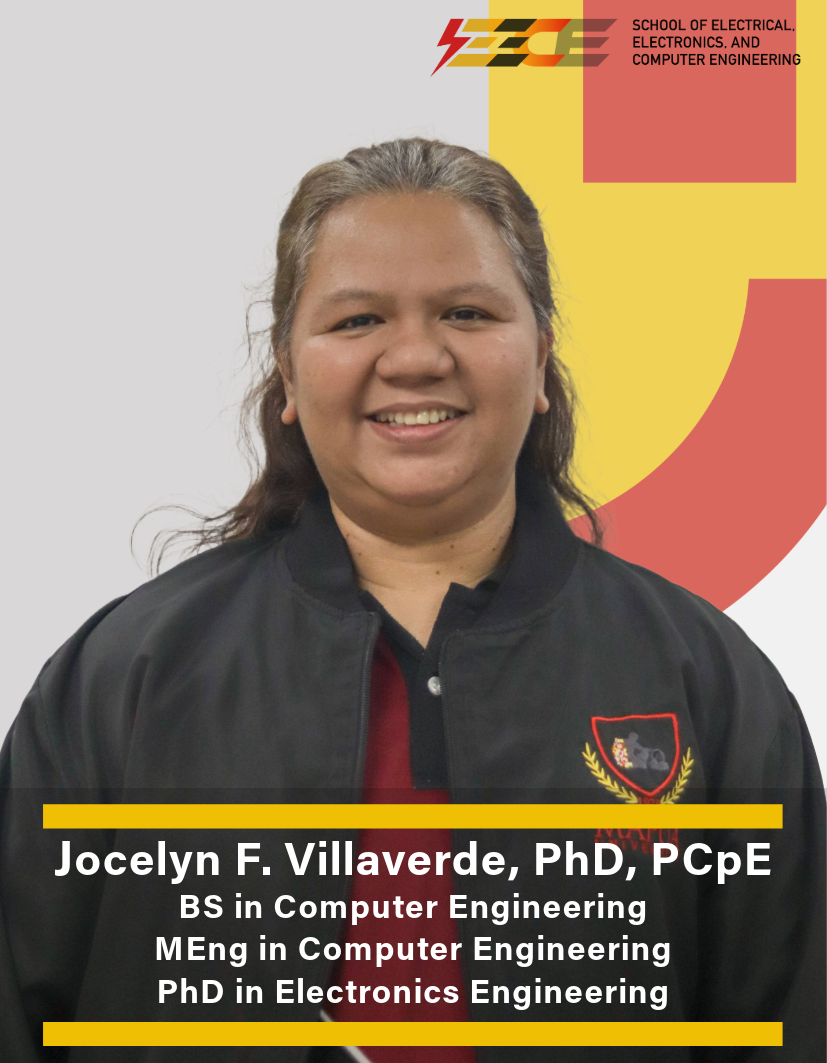 EECE
SCHOOL OF ELECTRICAL,
ELECTRONICS, AND
COMPUTER ENGINEERING
MAPÚA
Jocelyn F. Villaverde, PhD, PCpE
BS in Computer Engineering
MEng in Computer Engineering
PhD in Electronics Engineering